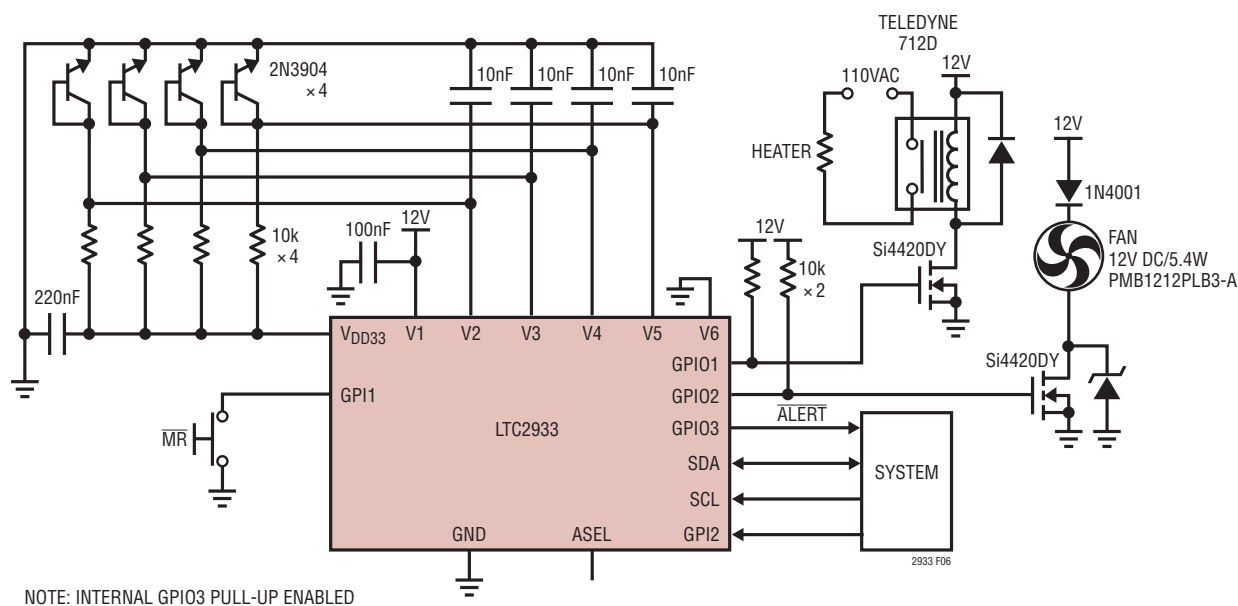 TELEDYNE
712D
12V
110VAC
2N3904
×4
10nF
10nF
10nF
10nF
HEATER
12V
1N4001
FAN
12V DC/5.4W
PMB1212PLB3-A
10k
×4
100nF
12V
12V
10k
×2
Si4420DY
Si4420DY
220nF
VDD33
V1
V2
V3
V4
V5
V6
GPIO1
GPI1
GPIO2
ALERT
MR
LTC2933
GPIO3
SDA
SCL
GPI2
SYSTEM
GND
ASEL
2933 F06
NOTE: INTERNAL GPIO3 PULL-UP ENABLED